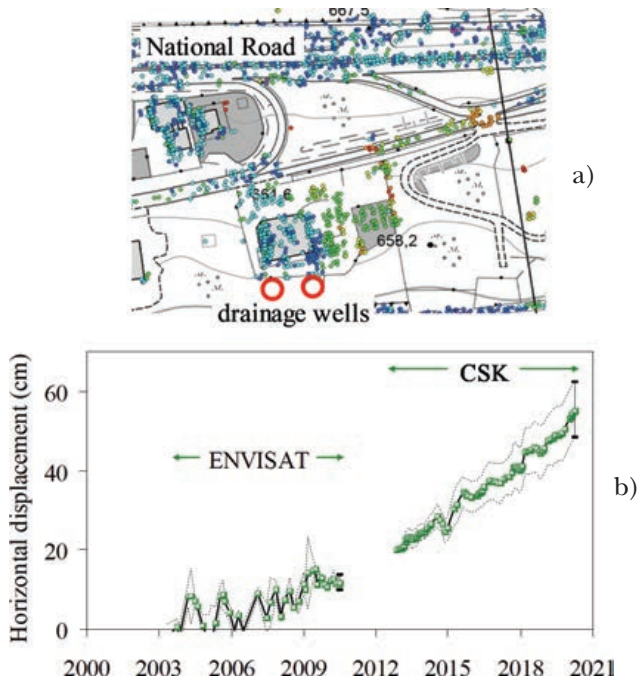 667.5
National Road
a)
651,6
658,2
drainage wells
b)
Horizontal displacement (cm)
60
40
20
0
CSK
ENVISAT
2000 2003 2006 2009 2012 2015 2018 2021